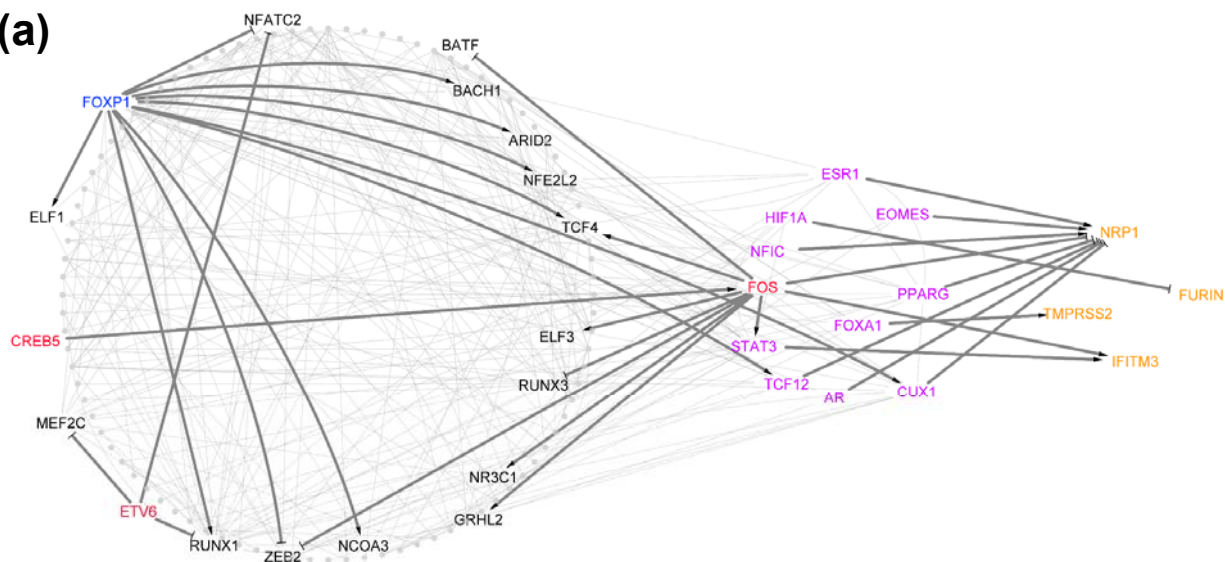 (a)
NFATC2
BATF
FOXP1
BACH1
ARID2
NFE2L2
ESR1
ELF1
TCF4
HIF1A
EOMES
NRP1
NFIC
FOS
PPARG
FURIN
TMPRSS2
FOXA1
CREB5
ELF3
STAT3
IFITM3
RUNX3
TCF12
AR
CUX1
MEF2C
NR3C1
ETV6
GRHL2
RUNX1
ZEB2
NCOA3